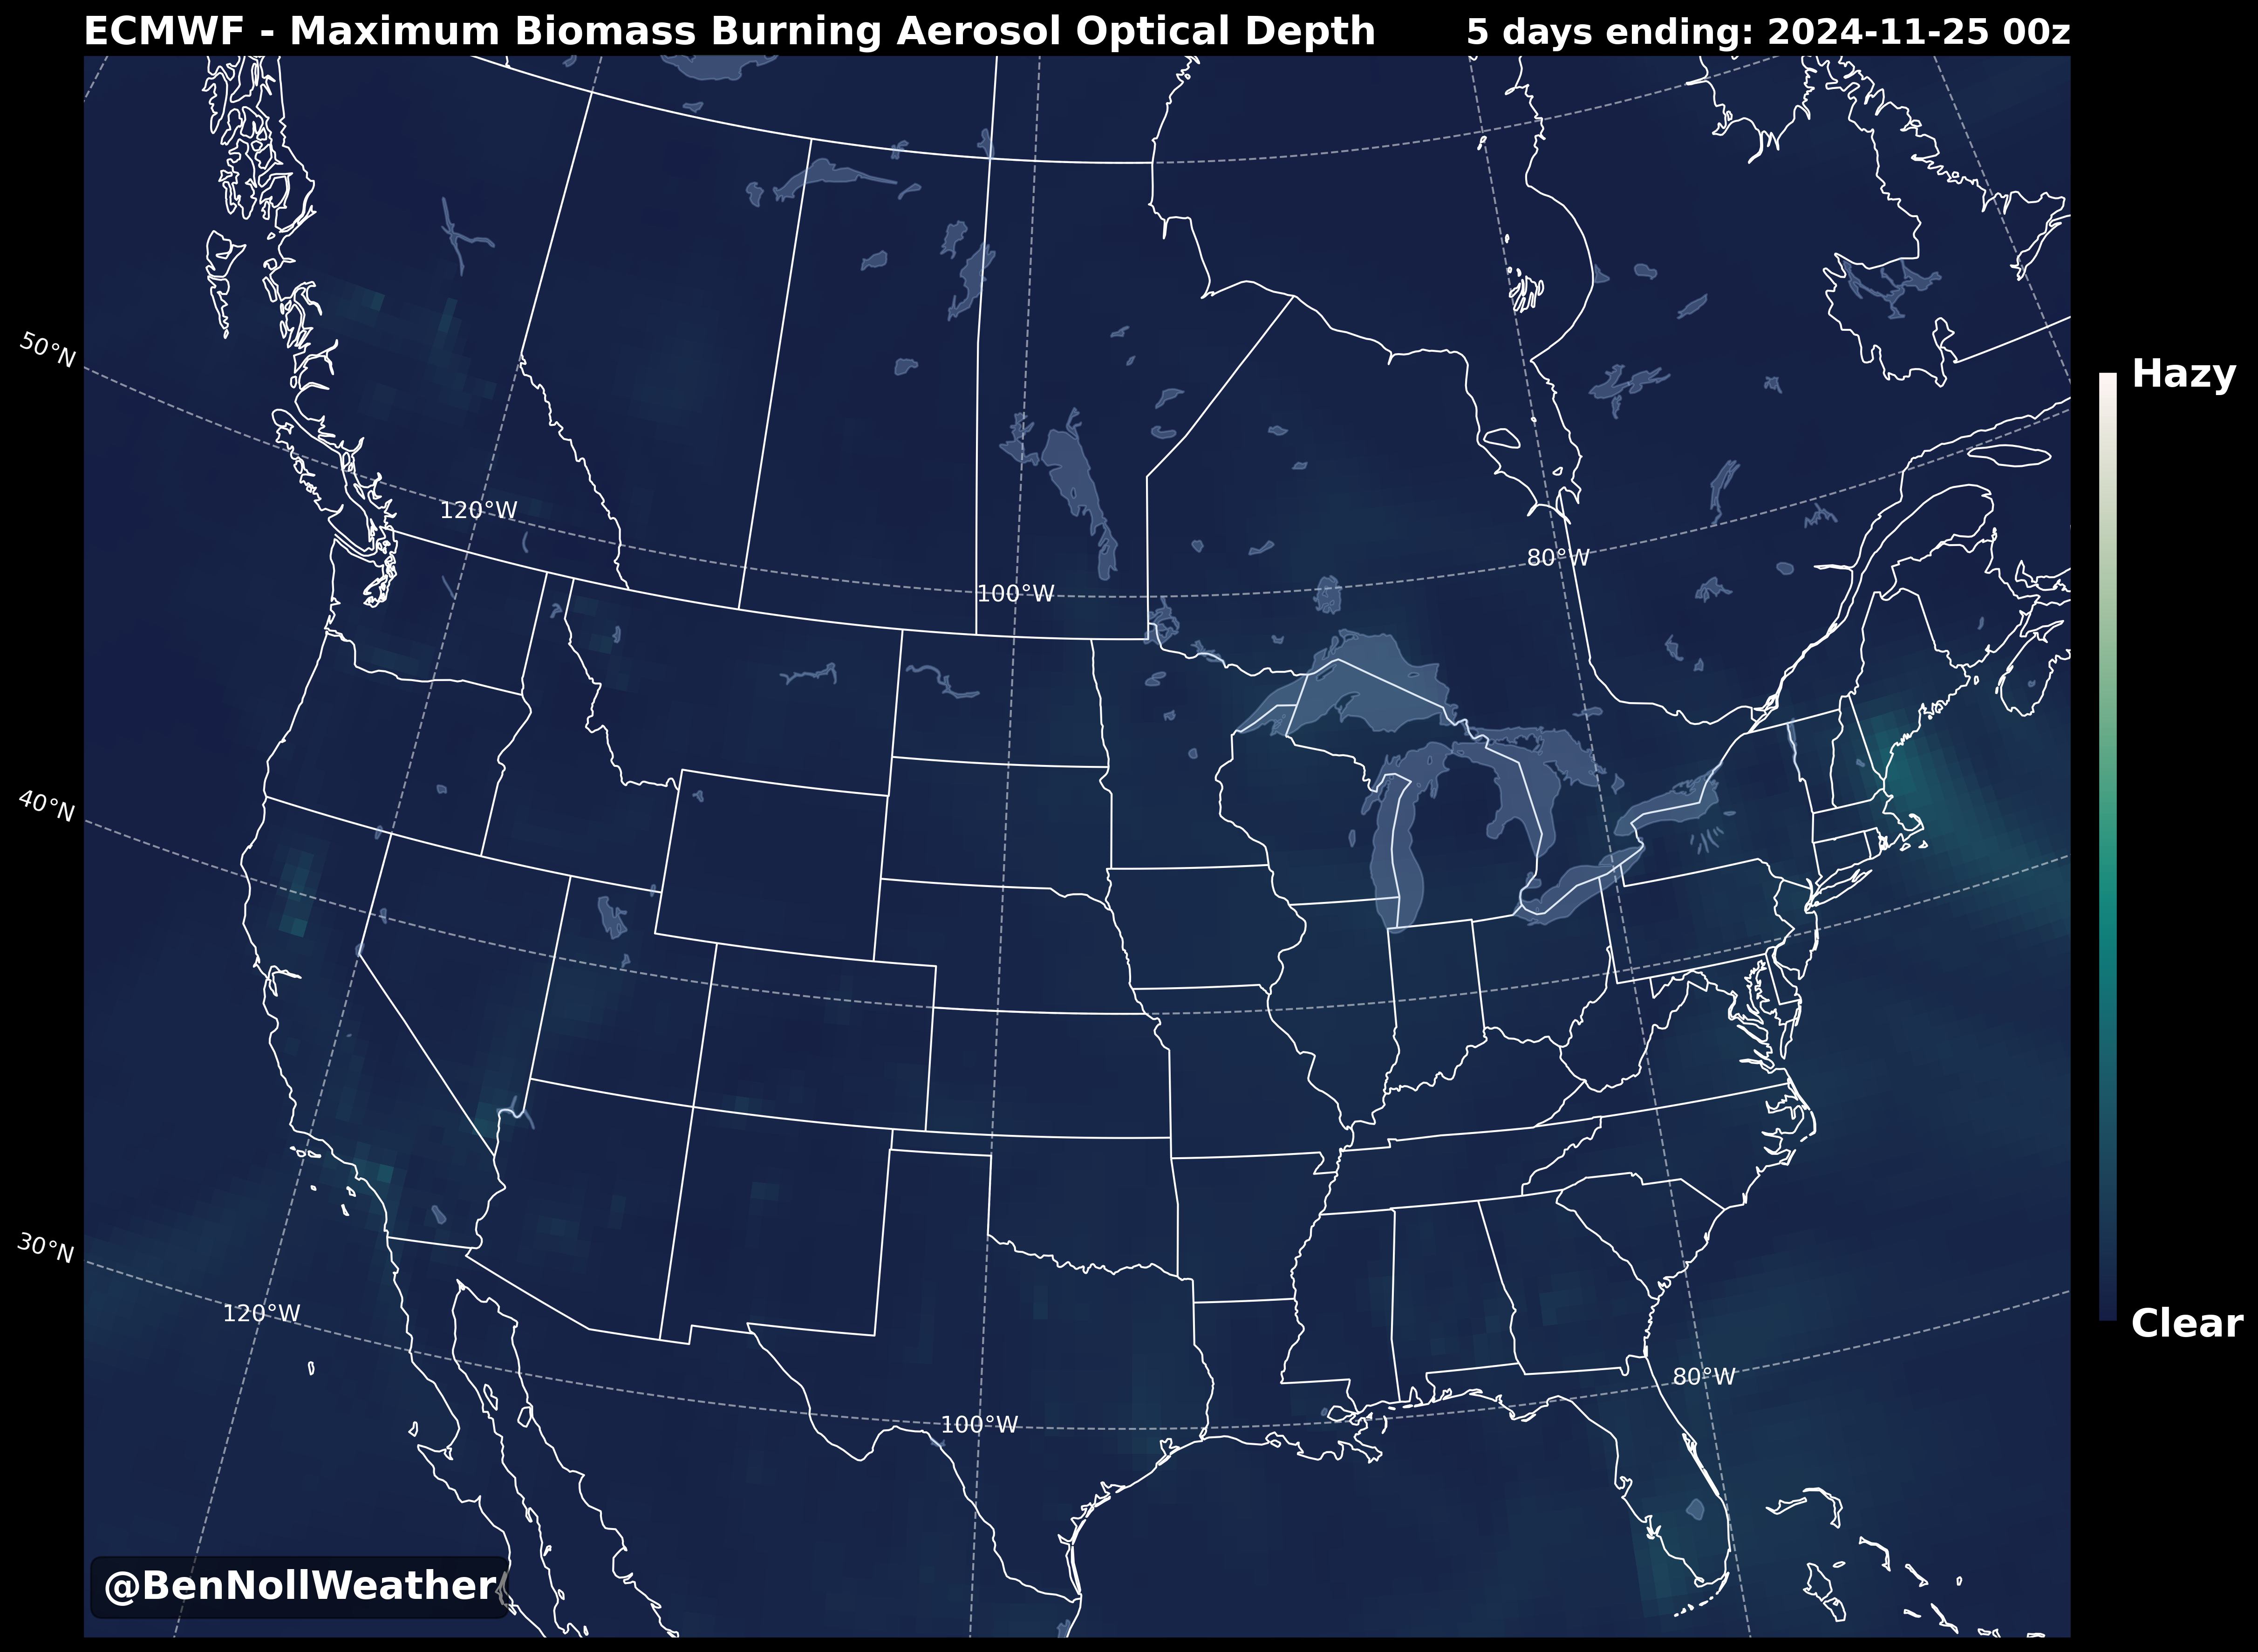 ECMWF - Maximum Biomass Burning Aerosol Optical Depth
5 days ending: 2024-11-25 00z
50°N
Hazy
120°W
80°W
100°W
40°N
30°N
120°W
Clear
80°W
100°W
@BenNollWeather